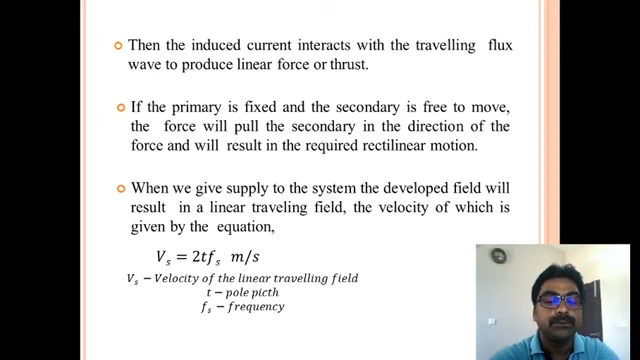 Then the induced current interacts with the travelling flux
wave to produce linear force or thrust.
If the primary is fixed and the secondary is free to move,
the force will pull the secondary in the direction of the
force and will result in the required rectilinear motion.
When we give supply to the system the developed field will
result in a linear traveling field, the velocity of which is
given by the equation,
Vₛ = 2tfₛ m/s
Vₛ − Velocity of the linear travelling field
t − pole picth
fₛ − frequency